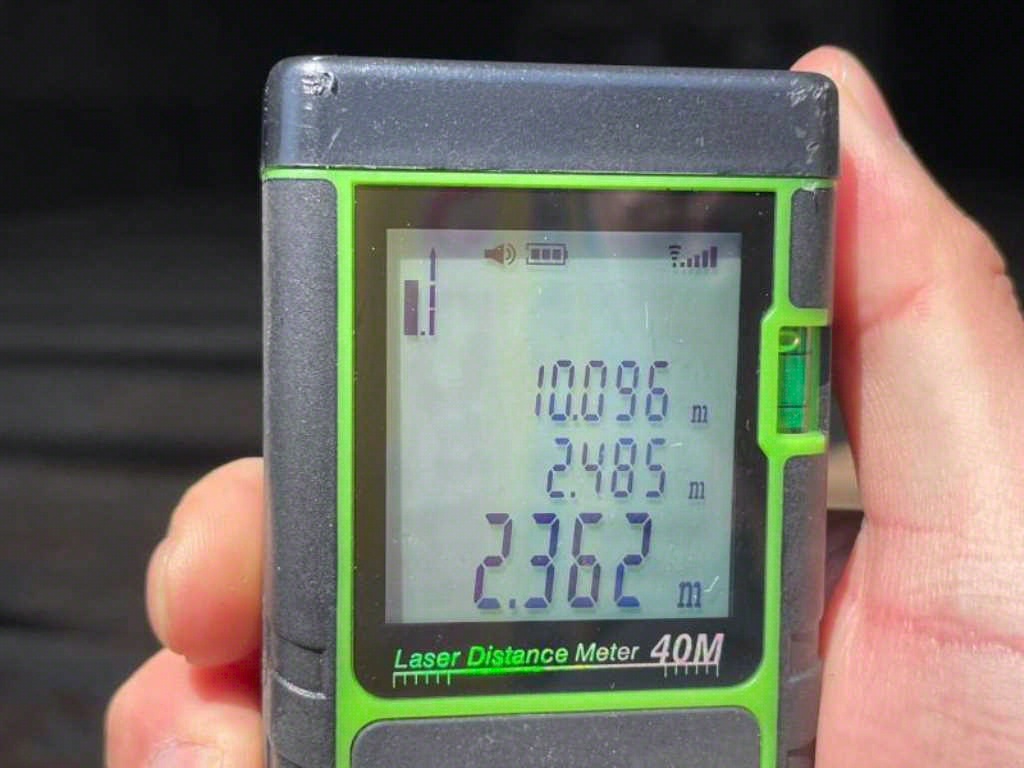 10.096 m
2.485 m
2.362 m
Laser Distance Meter 40M